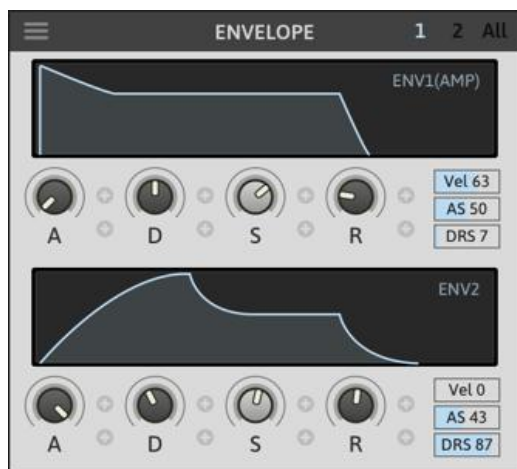 ENVELOPE 1 2 All
ENV1(AMP)
A D S R
Vel 63
AS 50
DRS 7
ENV2
A D S R
Vel 0
AS 43
DRS 87